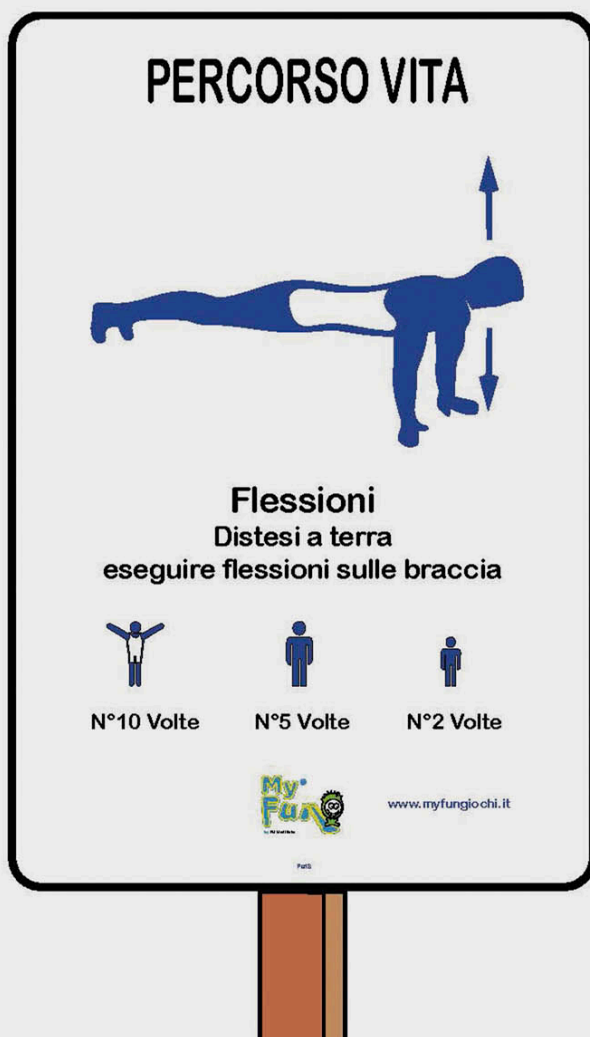 PERCORSO VITA
Flessioni
Distesi a terra
eseguire flessioni sulle braccia
N°10 Volte
N°5 Volte
N°2 Volte
My
Fun
www.myfungiochi.it